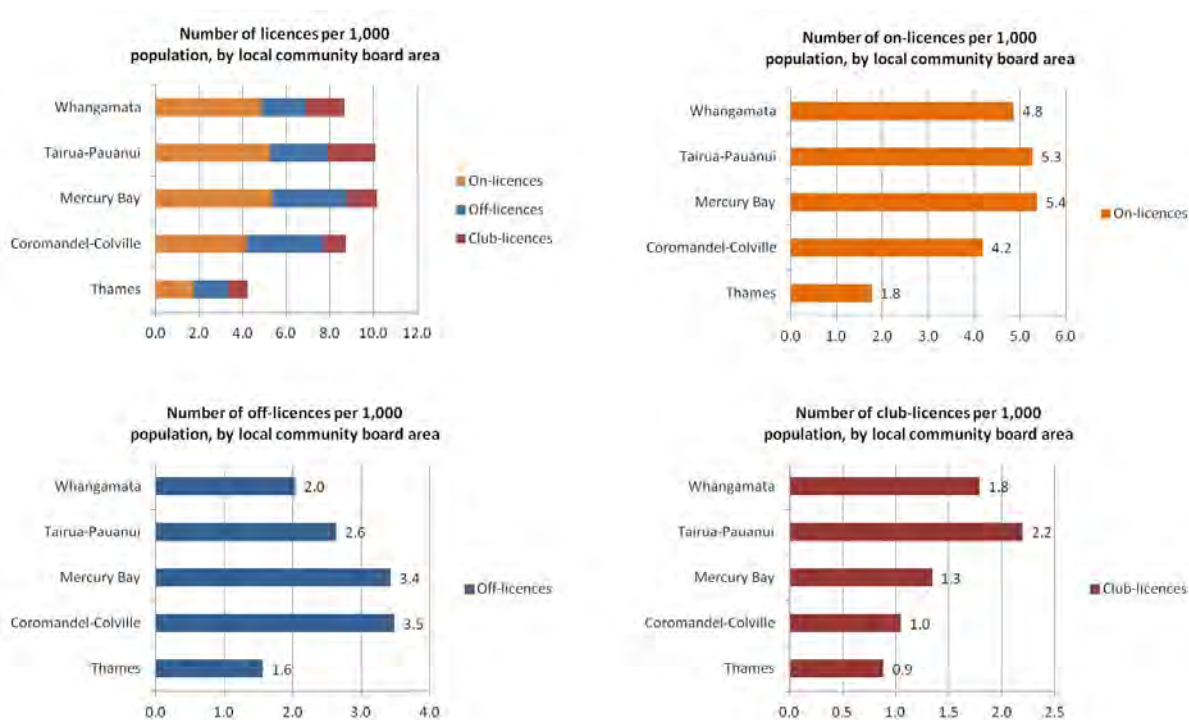 Number of licences per 1,000
population, by local community board area
Whangamata
Tairua-Pauanui
Mercury Bay
Coromandel-Colville
Thames
0.0 2.0 4.0 6.0 8.0 10.0 12.0
On-licences
Off-licences
Club-licences
Number of on-licences per 1,000
population, by local community board area
Whangamata 4.8
Tairua-Pauanui 5.3
Mercury Bay 5.4
Coromandel-Colville 4.2
Thames 1.8
0.0 1.0 2.0 3.0 4.0 5.0 6.0
On-licences
Number of off-licences per 1,000
population, by local community board area
Whangamata 2.0
Tairua-Pauanui 2.6
Mercury Bay 3.4
Coromandel-Colville 3.5
Thames 1.6
0.0 1.0 2.0 3.0 4.0
Off-licences
Number of club-licences per 1,000
population, by local community board area
Whangamata 1.8
Tairua-Pauanui 2.2
Mercury Bay 1.3
Coromandel-Colville 1.0
Thames 0.9
0.0 0.5 1.0 1.5 2.0 2.5
Club-licences